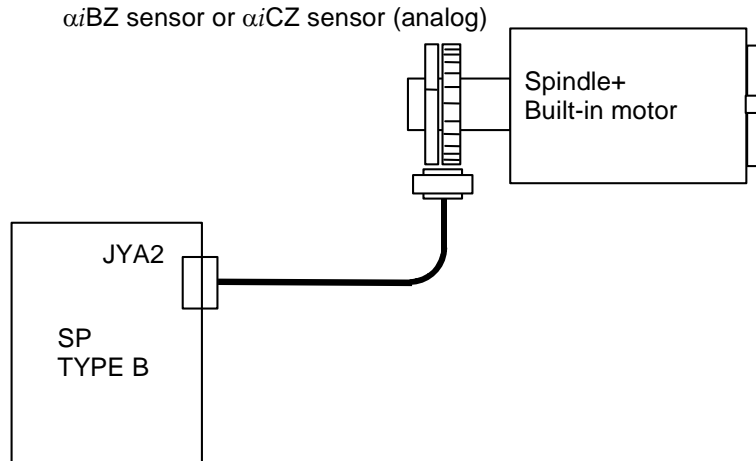 αiBZ sensor or αiCZ sensor (analog)
Spindle+
Built-in motor
JYA2
SP
TYPE B